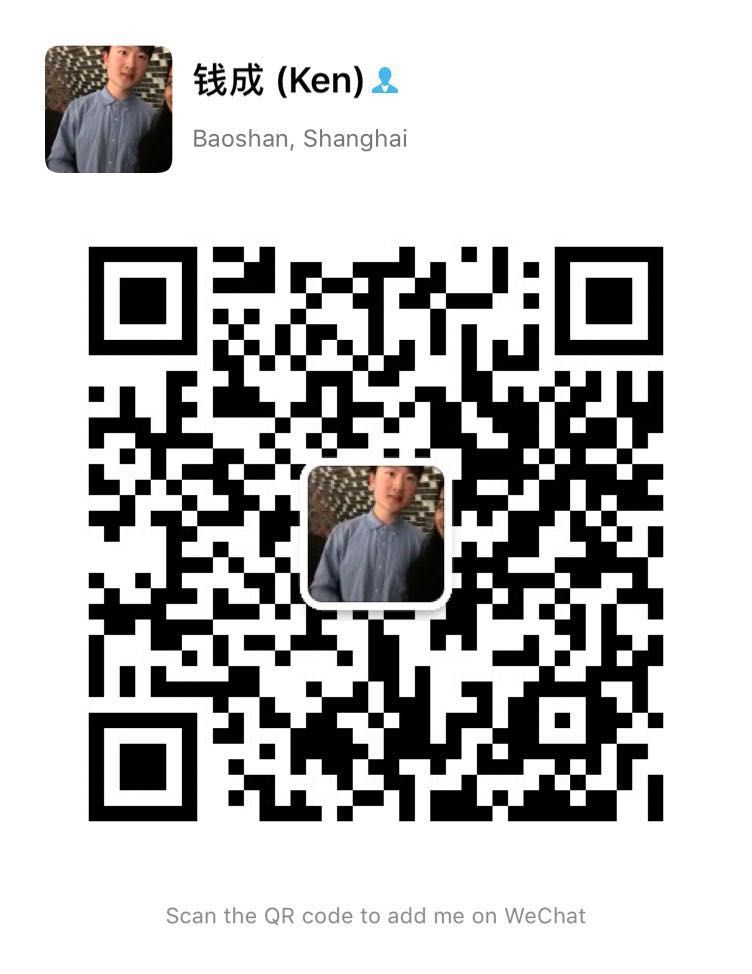 钱成 (Ken)
Baoshan, Shanghai
Scan the QR code to add me on WeChat